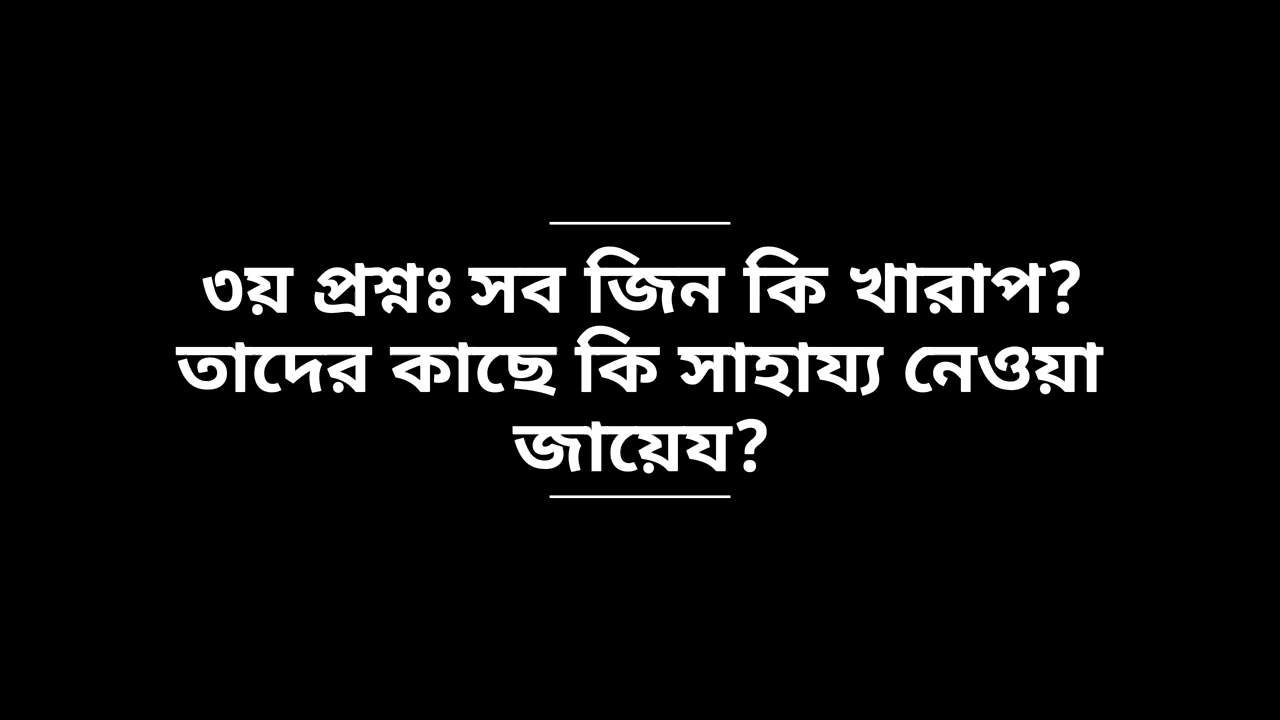 ৩য় প্রশ্নঃ সব জিন কি খারাপ?
তাদের কাছে কি সাহায্য নেওয়া
জায়েয?